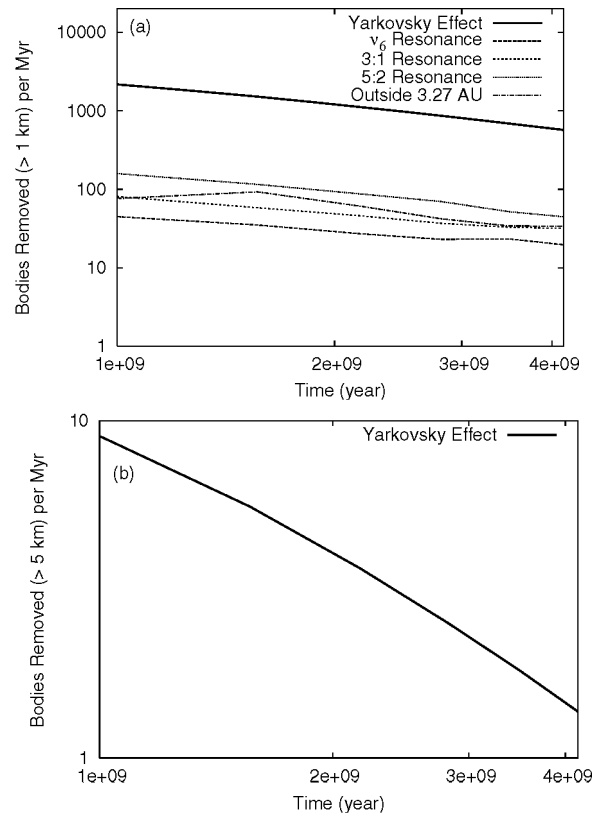 (a)
Yarkovsky Effect
ν6 Resonance
3:1 Resonance
5:2 Resonance
Outside 3.27 AU
Bodies Removed (> 1 km) per Myr
10000
1000
100
10
1
1e+09 2e+09 3e+09 4e+09
Time (year)
(b)
Yarkovsky Effect
Bodies Removed (> 5 km) per Myr
10
1
1e+09 2e+09 3e+09 4e+09
Time (year)